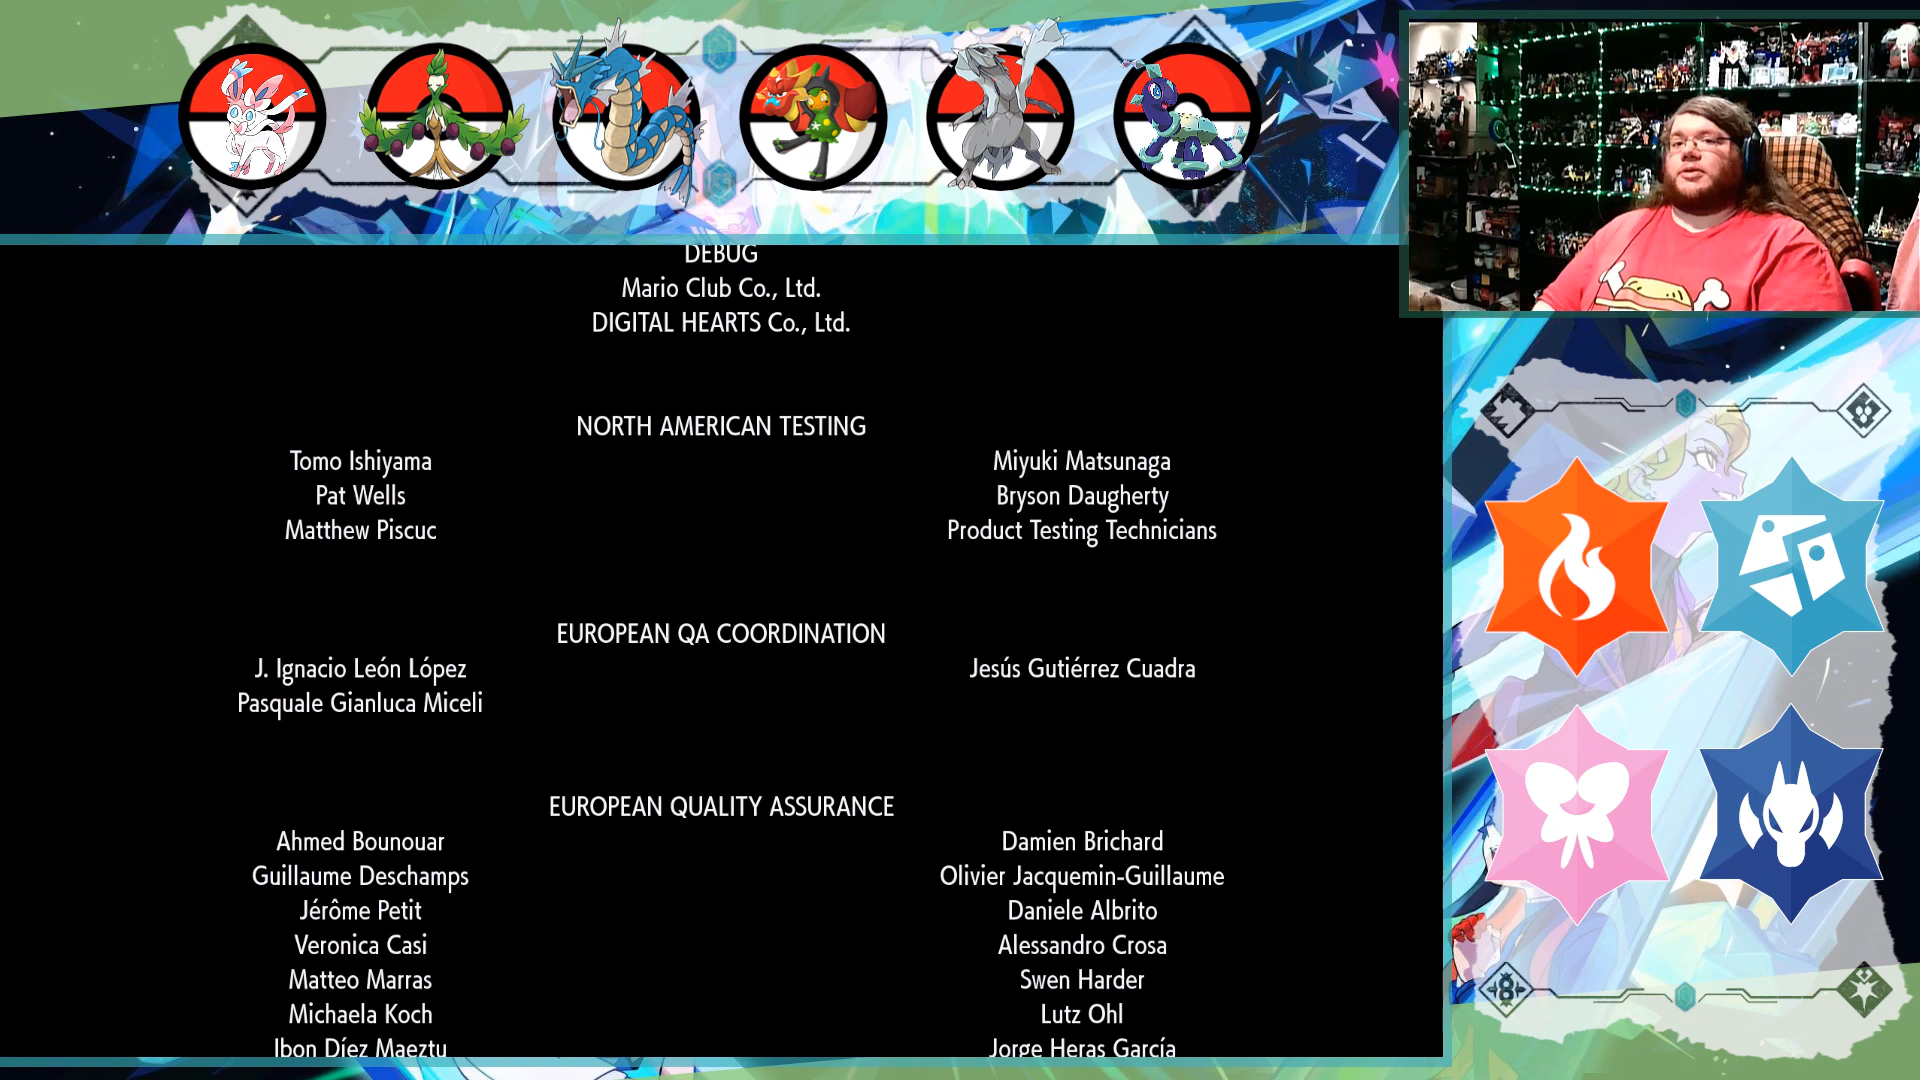 DEBUG
Mario Club Co., Ltd.
DIGITAL HEARTS Co., Ltd.
NORTH AMERICAN TESTING
Tomo Ishiyama
Miyuki Matsunaga
Pat Wells
Bryson Daugherty
Matthew Piscuc
Product Testing Technicians
EUROPEAN QA COORDINATION
J. Ignacio León López
Jesús Gutiérrez Cuadra
Pasquale Gianluca Miceli
EUROPEAN QUALITY ASSURANCE
Ahmed Bounouar
Damien Brichard
Guillaume Deschamps
Olivier Jacquemin-Guillaume
Jérôme Petit
Daniele Albrito
Veronica Casi
Alessandro Crosa
Matteo Marras
Swen Harder
Michaela Koch
Lutz Ohl
Ibon Díez Maeztu
Jorge Heras García